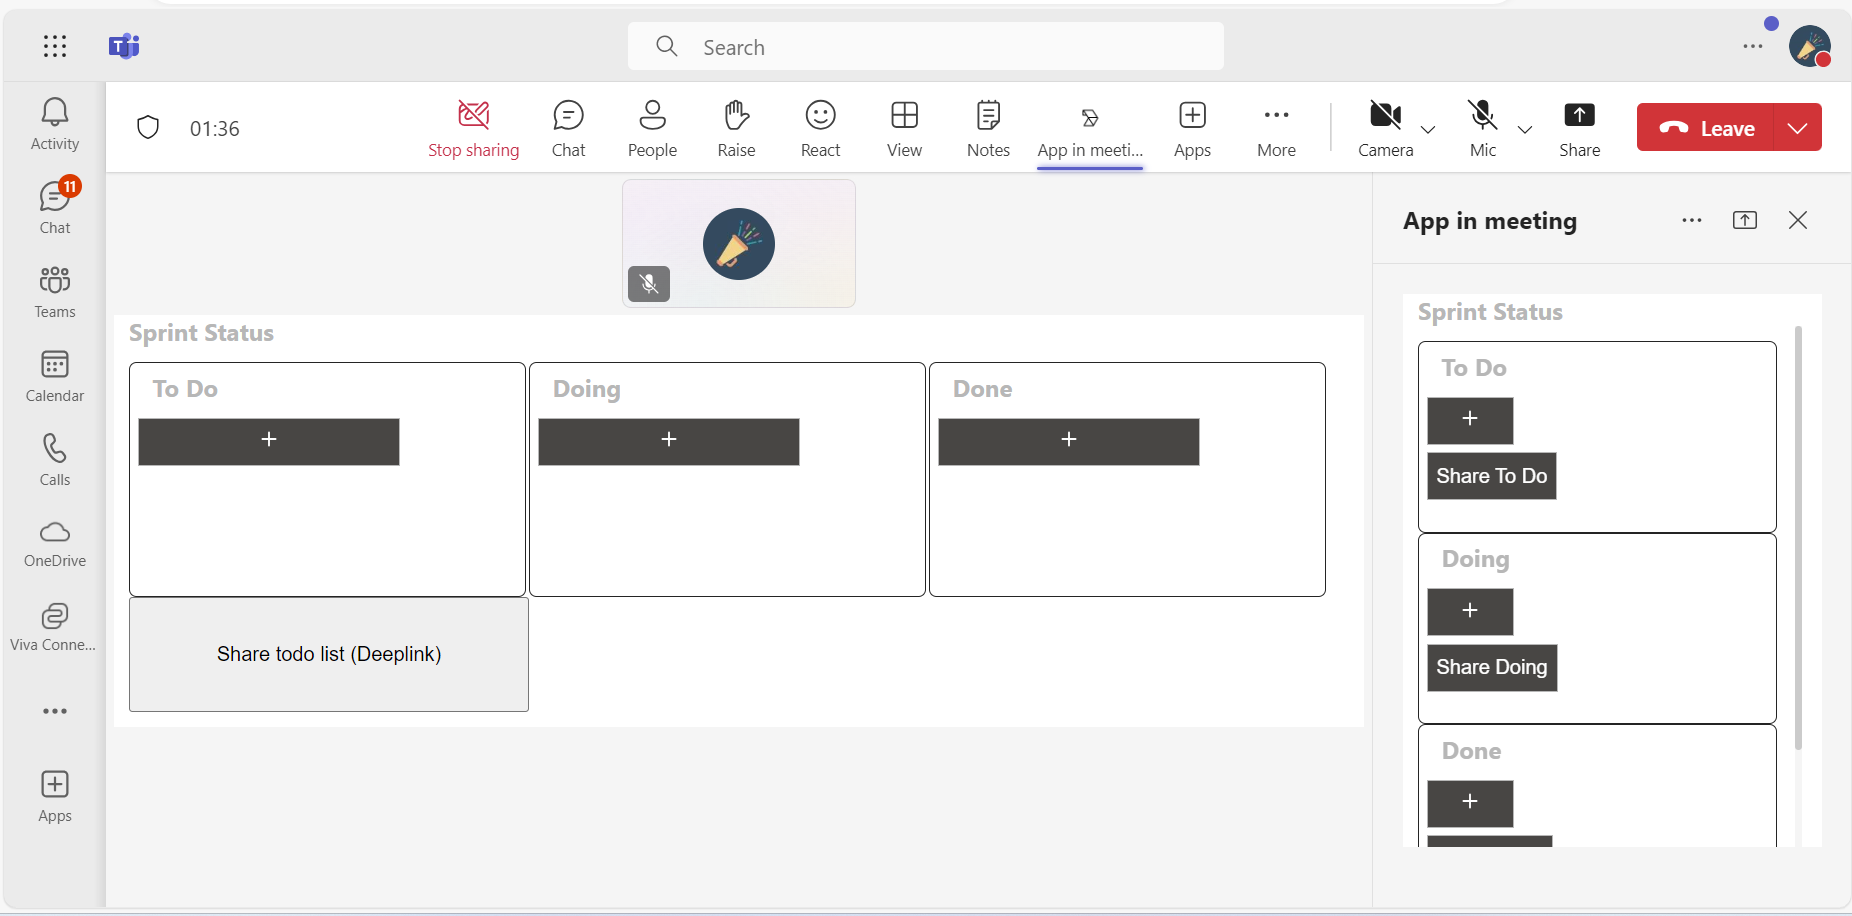 Search
01:36
Stop sharing
Chat
People
Raise
React
View
Notes
App in meeti...
Apps
More
Camera
Mic
Share
Leave
Activity
11
Chat
Teams
Calendar
Calls
OneDrive
Viva Conne...
Apps
Sprint Status
To Do
+
Doing
+
Done
+
Share todo list (Deeplink)
App in meeting
Sprint Status
To Do
+
Share To Do
Doing
+
Share Doing
Done
+